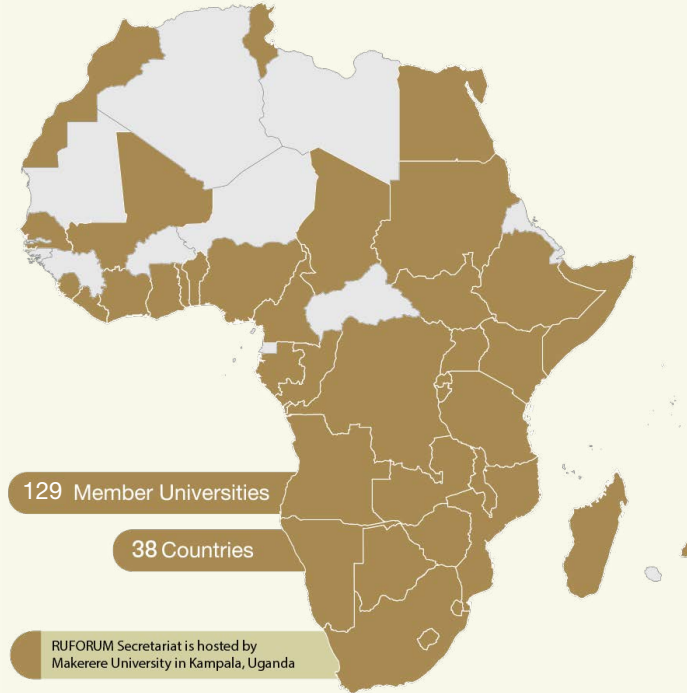 129 Member Universities
38 Countries
RUFORUM Secretariat is hosted by
Makerere University in Kampala, Uganda